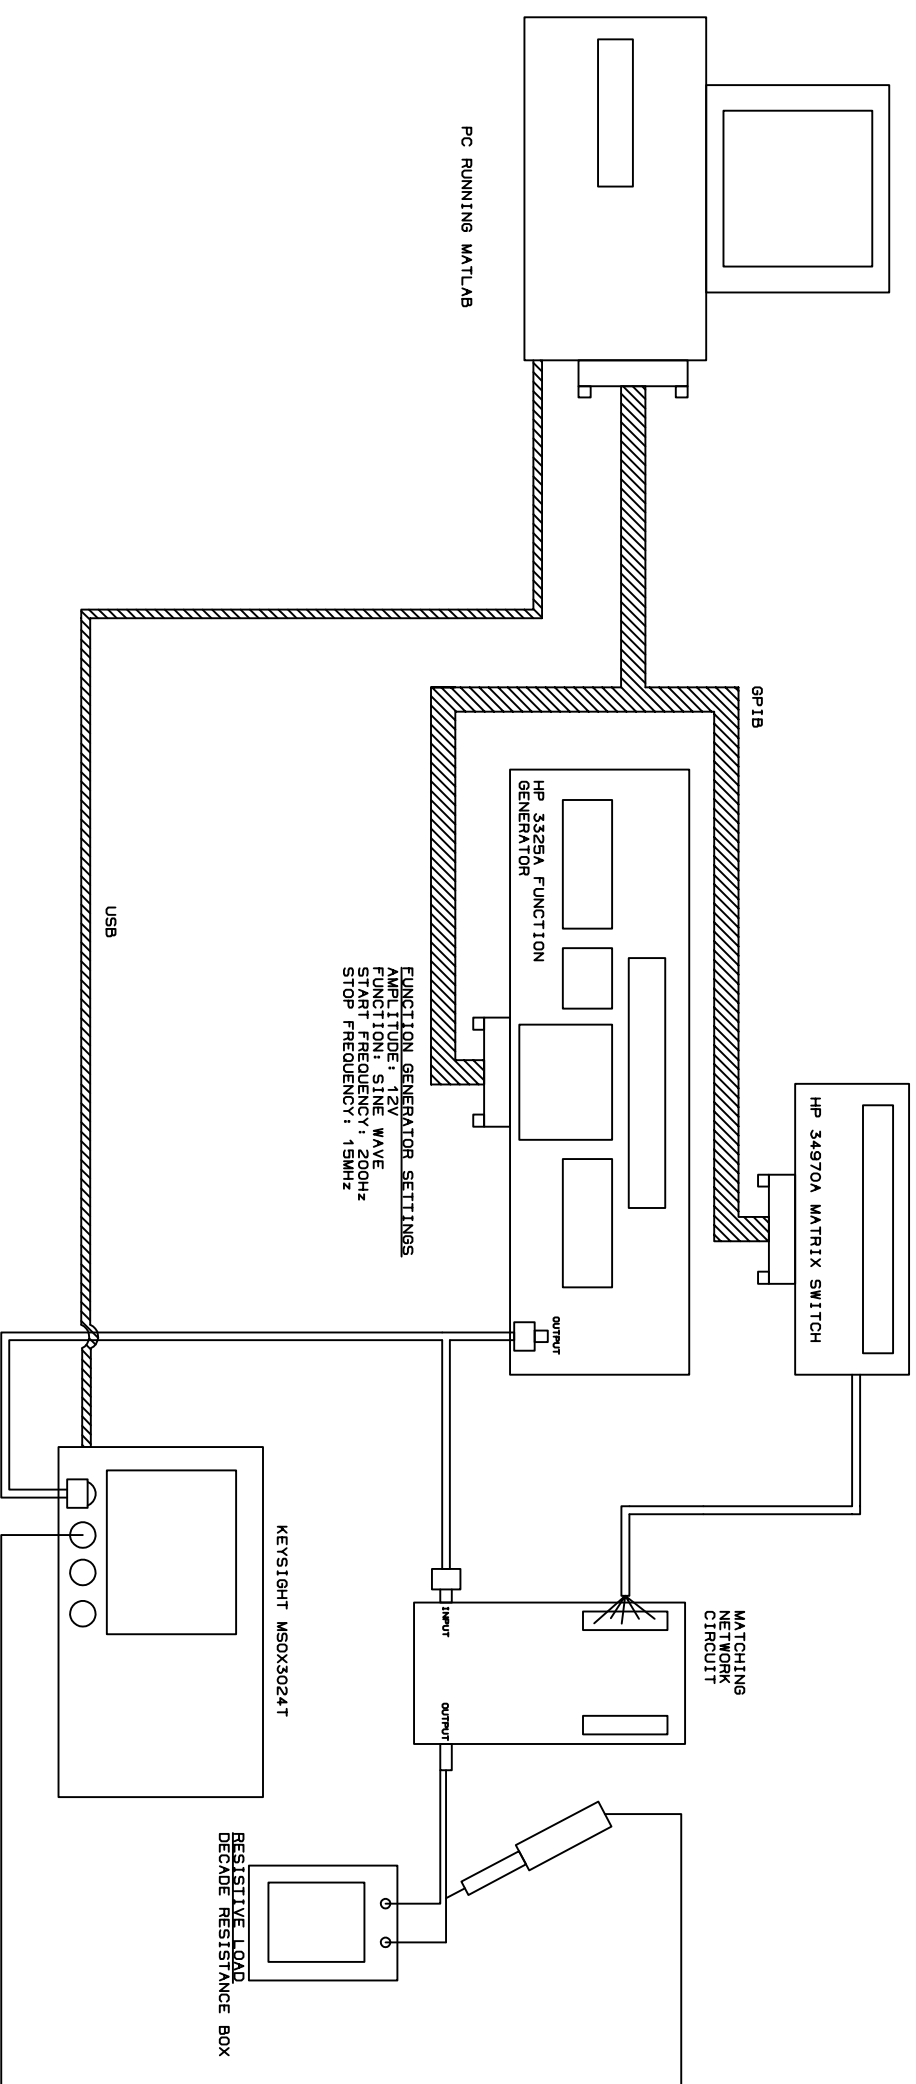 PC RUNNING MATLAB
GPIB
USB
HP 3325A FUNCTION
GENERATOR
OUTPUT
FUNCTION GENERATOR SETTINGS
AMPLITUDE: 12V
FUNCTION: SINE WAVE
START FREQUENCY: 200Hz
STOP FREQUENCY: 15MHz
HP 34970A MATRIX SWITCH
MATCHING
NETWORK
CIRCUIT
INPUT
OUTPUT
KEYSIGHT MSOX3024T
RESISTIVE LOAD
DECADE RESISTANCE BOX